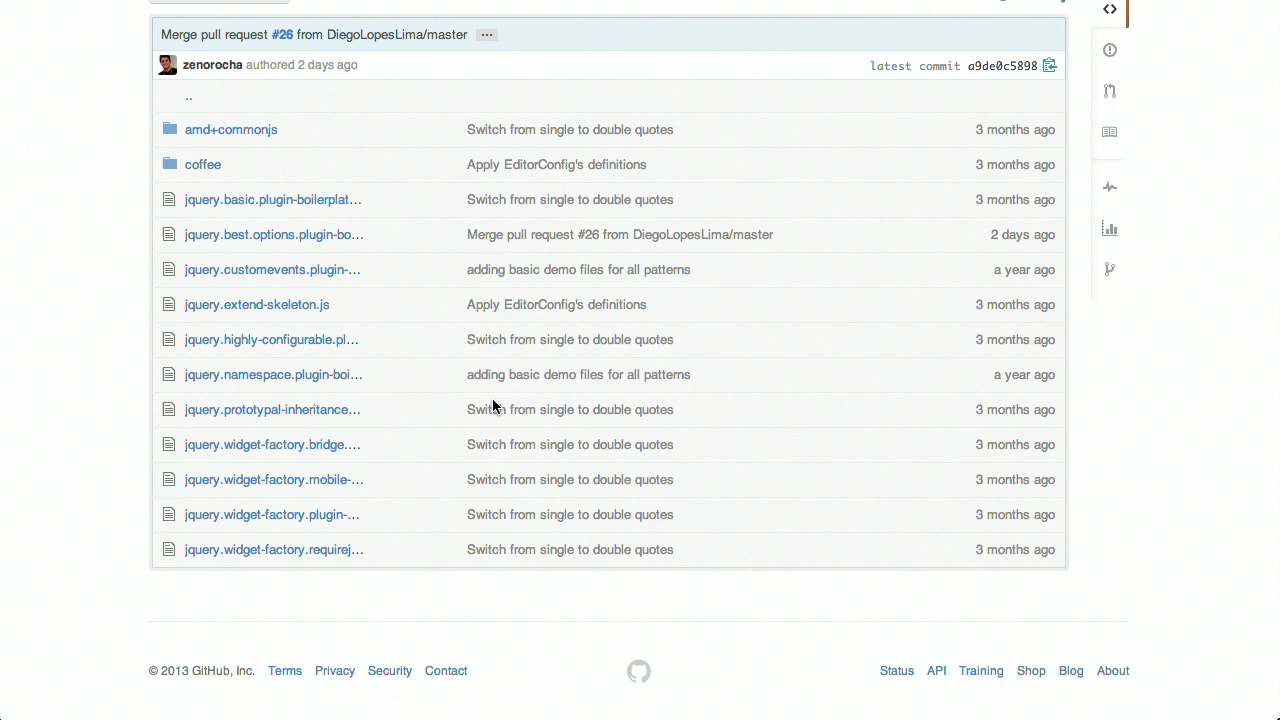 Merge pull request #26 from DiegoLopesLima/master ...
zenorocha authored 2 days ago latest commit a9de0c5898
..
amd+commonjs Switch from single to double quotes 3 months ago
coffee Apply EditorConfig's definitions 3 months ago
jquery.basic.plugin-boilerplat... Switch from single to double quotes 3 months ago
jquery.best.options.plugin-bo... Merge pull request #26 from DiegoLopesLima/master 2 days ago
jquery.customevents.plugin-... adding basic demo files for all patterns a year ago
jquery.extend-skeleton.js Apply EditorConfig's definitions 3 months ago
jquery.highly-configurable.pl... Switch from single to double quotes 3 months ago
jquery.namespace.plugin-boi... adding basic demo files for all patterns a year ago
jquery.prototypal-inheritance... Switch from single to double quotes 3 months ago
jquery.widget-factory.bridge.... Switch from single to double quotes 3 months ago
jquery.widget-factory.mobile-... Switch from single to double quotes 3 months ago
jquery.widget-factory.plugin-... Switch from single to double quotes 3 months ago
jquery.widget-factory.requirej... Switch from single to double quotes 3 months ago
© 2013 GitHub, Inc. Terms Privacy Security Contact Status API Training Shop Blog About